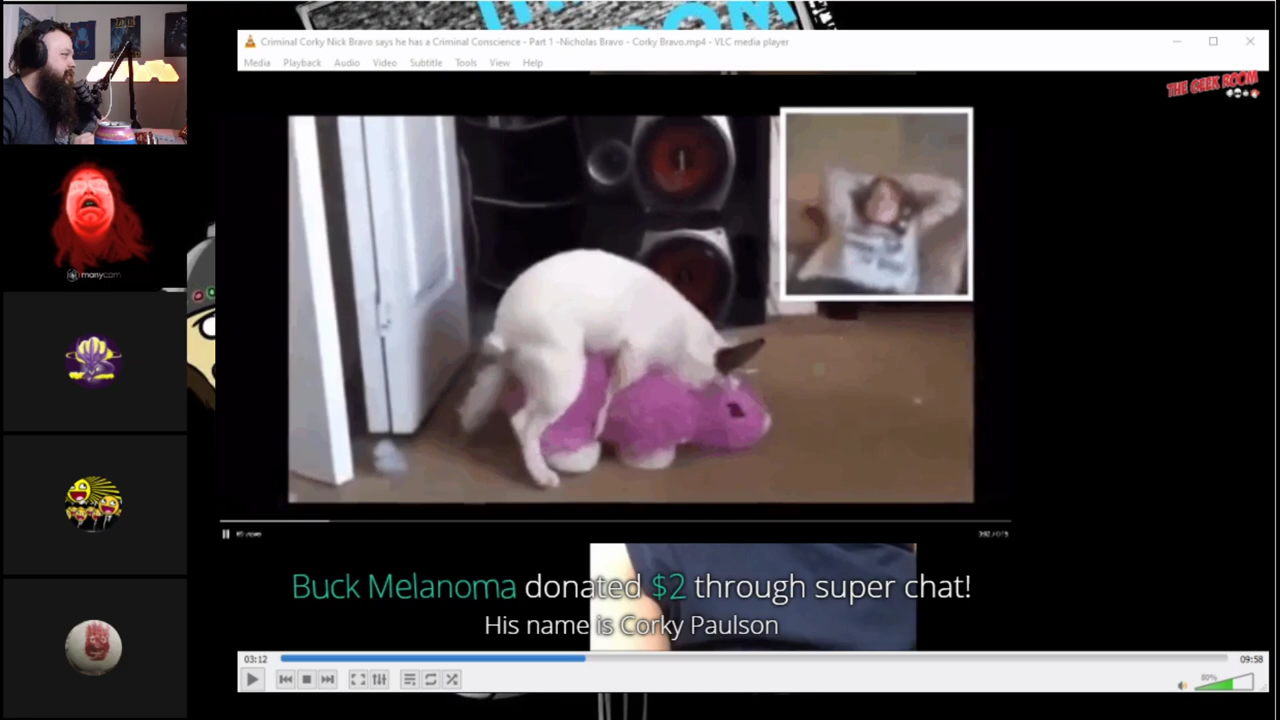 Criminal Corky Nick Bravo says he has a Criminal Conscience - Part 1 -Nicholas Bravo - Corky Bravo.mp4 - VLC media player
Media Playback Audio Video Subtitle Tools View Help
THE GEEK ROOM
manycam
Buck Melanoma donated $2 through super chat!
His name is Corky Paulson
03:12
09:58
80%